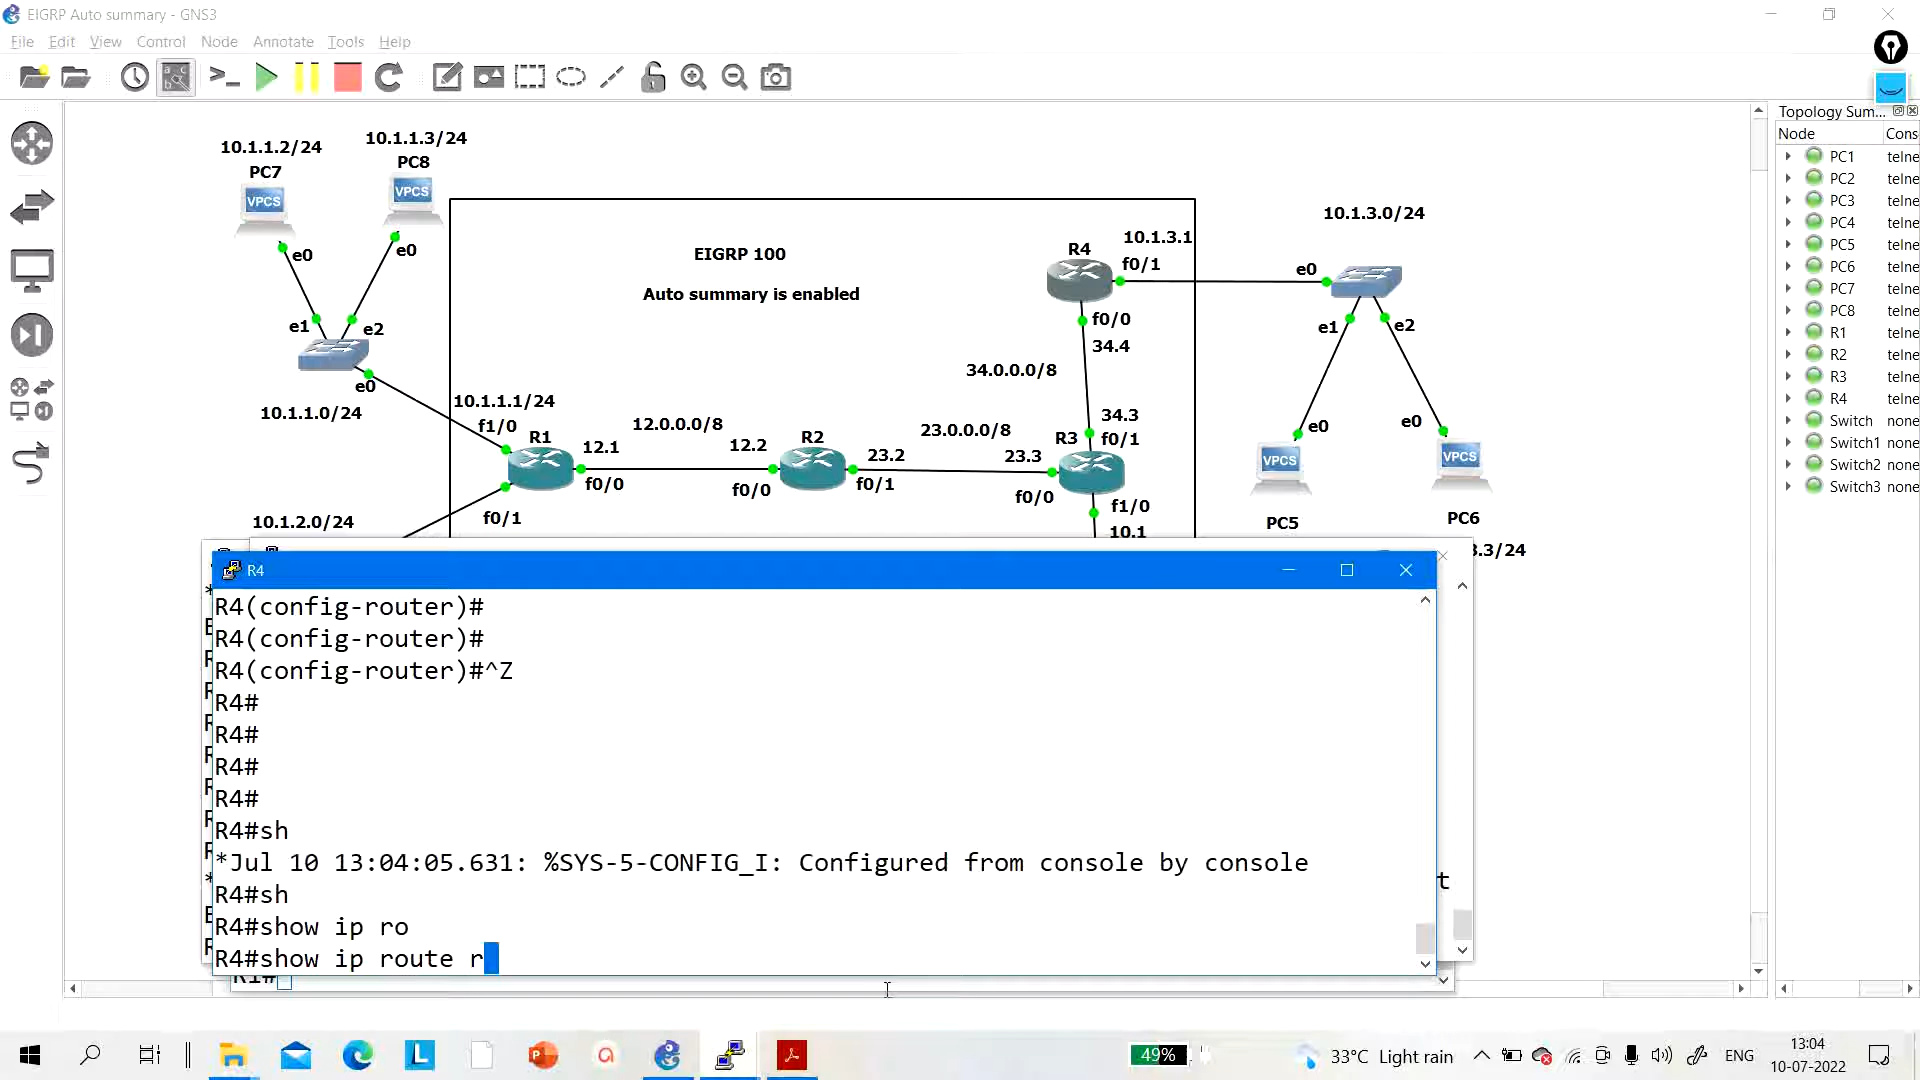 EIGRP Auto summary - GNS3
File Edit View Control Node Annotate Tools Help
Topology Sum...
Node Cons
PC1 telne
PC2 telne
PC3 telne
PC4 telne
PC5 telne
PC6 telne
PC7 telne
PC8 telne
R1 telne
R2 telne
R3 telne
R4 telne
Switch none
Switch1 none
Switch2 none
Switch3 none
10.1.1.2/24
PC7
VPCS
e0
10.1.1.3/24
PC8
VPCS
e0
e1
e2
e0
10.1.1.0/24
10.1.1.1/24
f1/0
R1
12.1
f0/0
f0/1
10.1.2.0/24
EIGRP 100
Auto summary is enabled
12.0.0.0/8
12.2
R2
f0/0
23.2
f0/1
23.0.0.0/8
23.3
R3
f0/0
34.3
f0/1
f1/0
10.1
34.0.0.0/8
R4
f0/0
34.4
10.1.3.1
f0/1
10.1.3.0/24
e0
e1
e2
e0
VPCS
PC5
e0
VPCS
PC6
3.3/24
R4
R4(config-router)#
R4(config-router)#
R4(config-router)#^Z
R4#
R4#
R4#
R4#
R4#sh
*Jul 10 13:04:05.631: %SYS-5-CONFIG_I: Configured from console by console
R4#sh
R4#show ip ro
R4#show ip route r
R1#
t
49%
33°C Light rain
ENG
13:04
10-07-2022